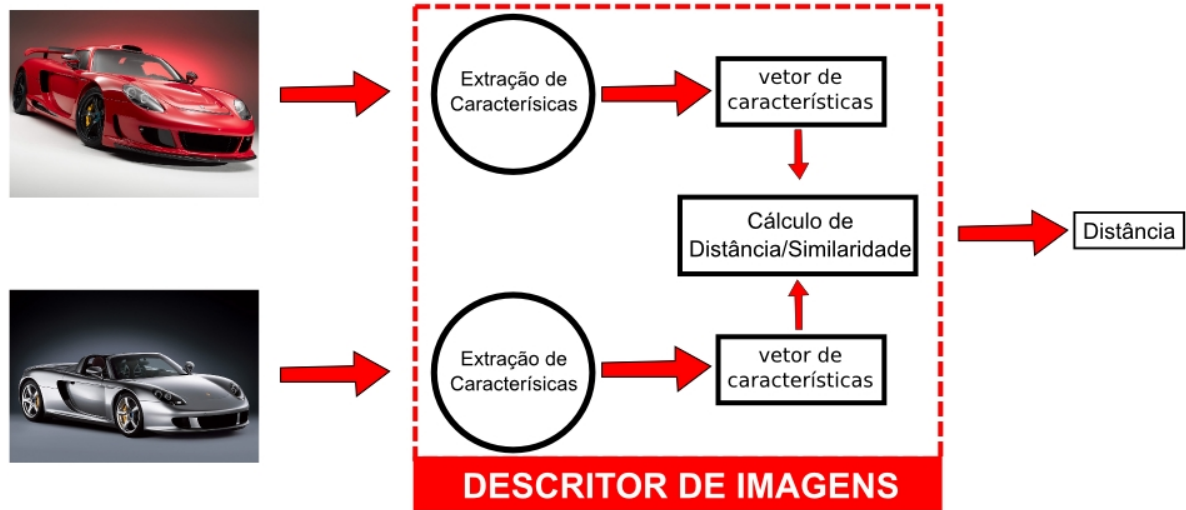 Extração de
Caracterísicas
vetor de
características
Cálculo de
Distância/Similaridade
Distância
Extração de
Caracterísicas
vetor de
características
DESCRITOR DE IMAGENS